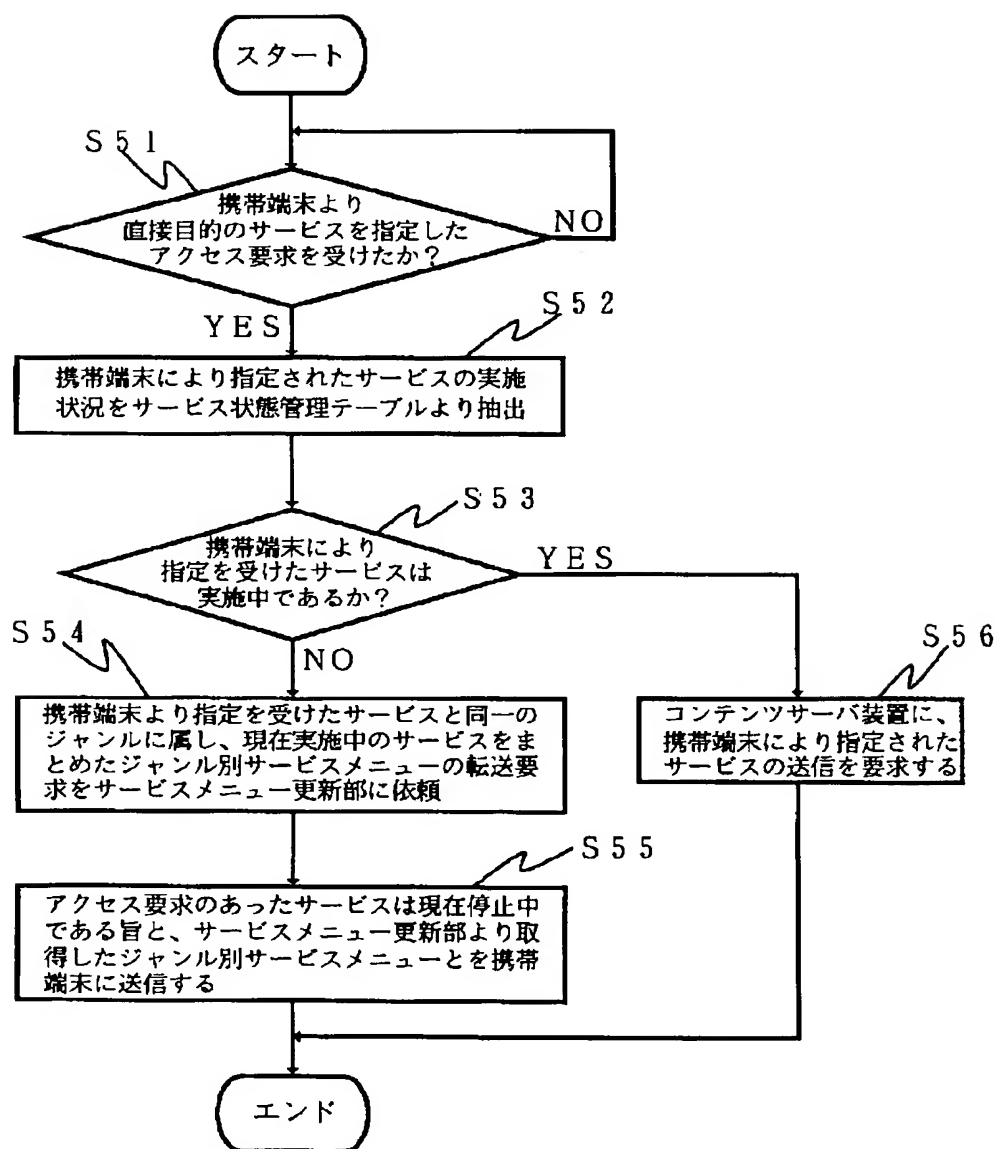 スタート
S51
携帯端末より
直接目的のサービスを指定した
アクセス要求を受けたか？
NO
YES
S52
携帯端末により指定されたサービスの実施
状況をサービス状態管理テーブルより抽出
S53
携帯端末により
指定を受けたサービスは
実施中であるか？
YES
S54
NO
S56
携帯端末より指定を受けたサービスと同一の
ジャンルに属し、現在実施中のサービスをま
とめたジャンル別サービスメニューの転送要
求をサービスメニュー更新部に依頼
コンテンツサーバ装置に、
携帯端末により指定された
サービスの送信を要求する
S55
アクセス要求のあったサービスは現在停止中
である旨と、サービスメニュー更新部より取
得したジャンル別サービスメニューとを携帯
端末に送信する
エンド